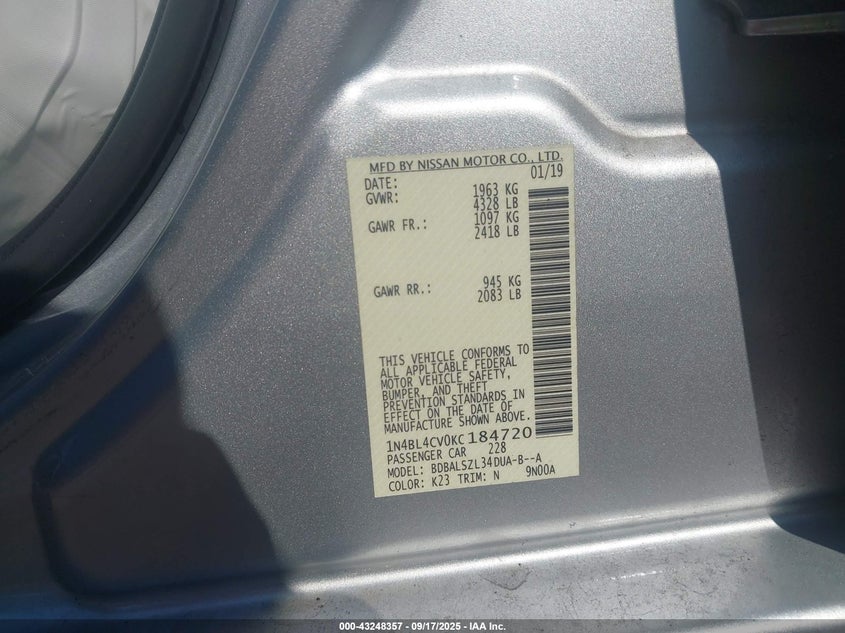 MFD BY NISSAN MOTOR CO., LTD.
DATE: 01/19
GVWR: 1963 KG
4328 LB
GAWR FR.: 1097 KG
2418 LB
GAWR RR.: 945 KG
2083 LB
THIS VEHICLE CONFORMS TO
ALL APPLICABLE FEDERAL
MOTOR VEHICLE SAFETY,
BUMPER, AND THEFT
PREVENTION STANDARDS IN
EFFECT ON THE DATE OF
MANUFACTURE SHOWN ABOVE.
1N4BL4CV0KC184720
PASSENGER CAR 228
MODEL: BDBALSZL34DUA-B--A
COLOR: K23 TRIM: N 9N00A
000-43248357 - 09/17/2025 - IAA Inc.